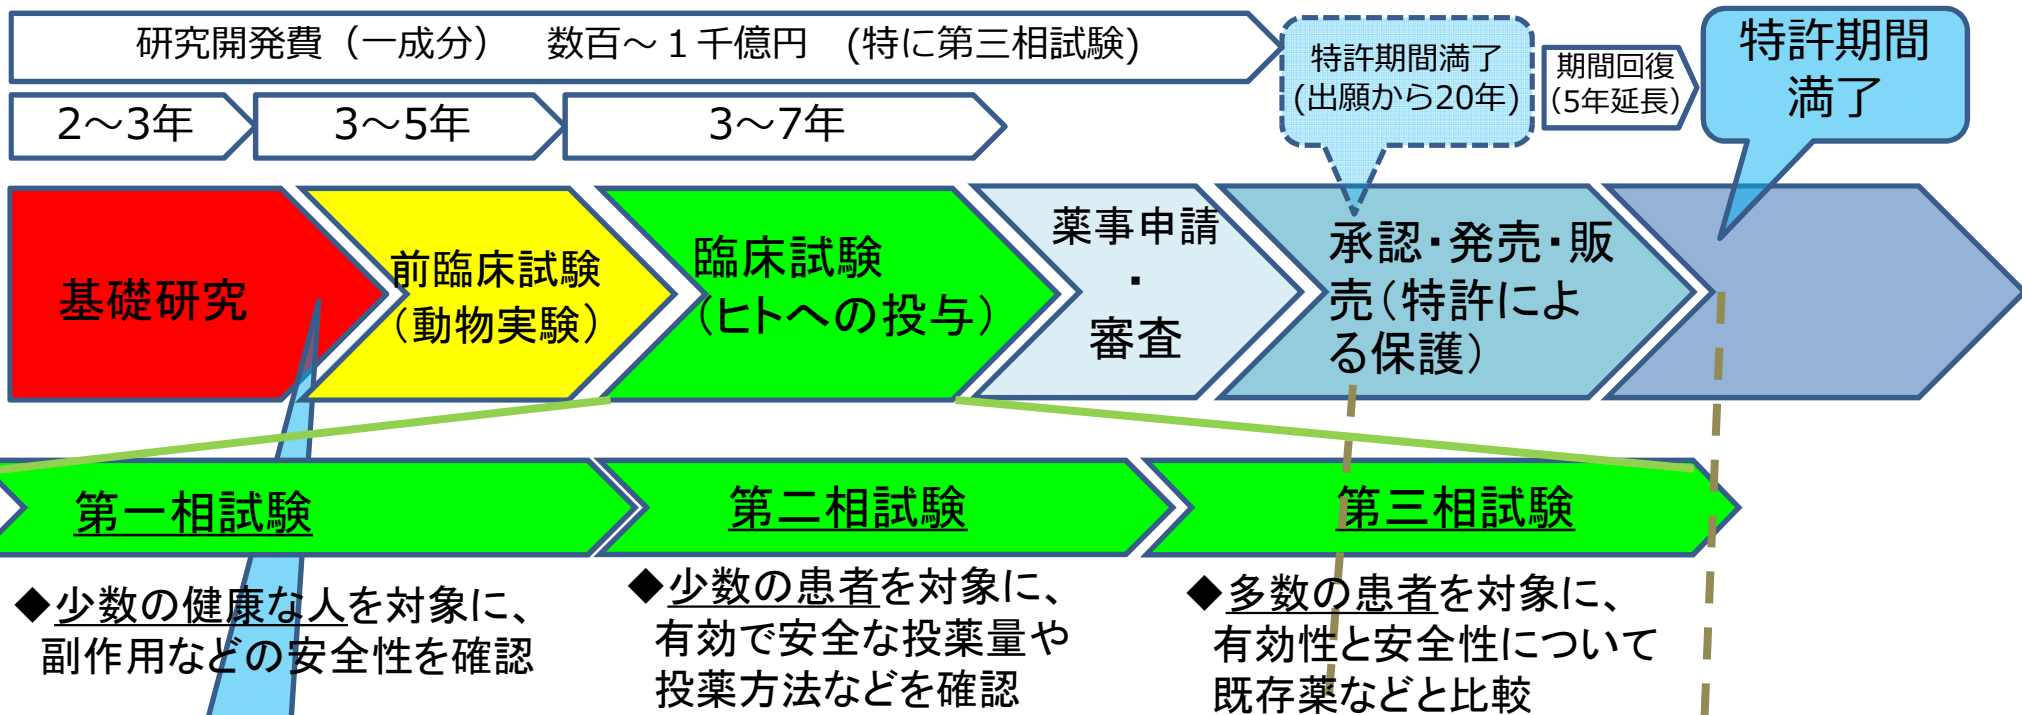 研究開発費（一成分）　数百～１千億円　(特に第三相試験)
特許期間満了
(出願から20年)
期間回復
（5年延長）
特許期間
満了
2～3年
3～5年
3～7年
基礎研究
前臨床試験
（動物実験）
臨床試験
（ヒトへの投与）
薬事申請
・
審査
承認・発売・販
売（特許によ
る保護）
第一相試験
第二相試験
第三相試験
◆少数の健康な人を対象に、
副作用などの安全性を確認
◆少数の患者を対象に、
有効で安全な投薬量や
投薬方法などを確認
◆多数の患者を対象に、
有効性と安全性について
既存薬などと比較